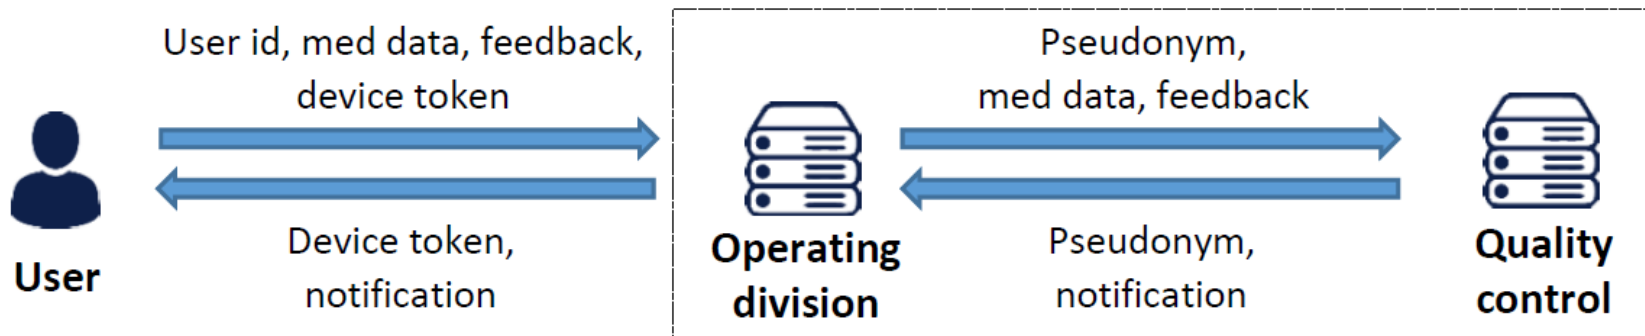 User id, med data, feedback,
device token
Pseudonym,
med data, feedback
User
Device token,
notification
Operating
division
Pseudonym,
notification
Quality
control